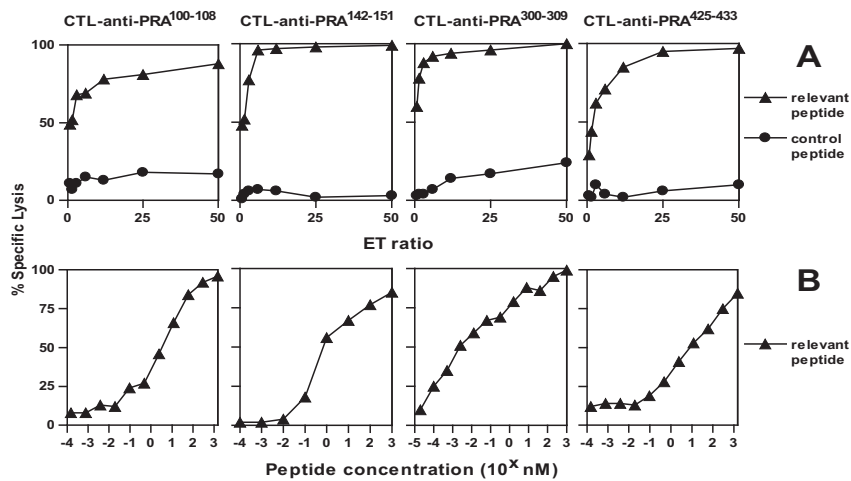 CTL-anti-PRA100-108 CTL-anti-PRA142-151 CTL-anti-PRA300-309 CTL-anti-PRA425-433
A
100
50
0
0 25 50 0 25 50 0 25 50 0 25 50
relevant
peptide
control
peptide
ET ratio
% Specific Lysis
B
100
75
50
25
0
-4 -3 -2 -1 0 1 2 3 -4 -3 -2 -1 0 1 2 3 -5 -4 -3 -2 -1 0 1 2 3 -4 -3 -2 -1 0 1 2 3
relevant
peptide
Peptide concentration (10x nM)